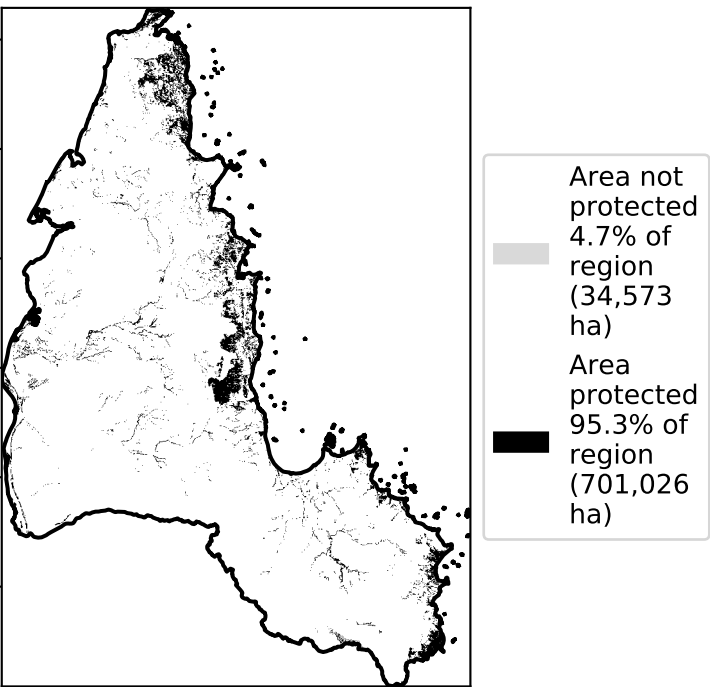 Area not
protected
4.7% of
region
(34,573
ha)
Area
protected
95.3% of
region
(701,026
ha)